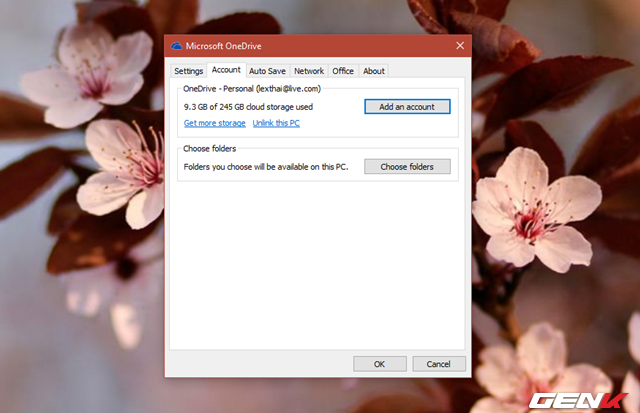 Microsoft OneDrive
Settings Account Auto Save Network Office About
OneDrive - Personal (lexthai@live.com)
9.3 GB of 245 GB cloud storage used
Add an account
Get more storage Unlink this PC
Choose folders
Folders you choose will be available on this PC.
Choose folders
OK Cancel
GENK